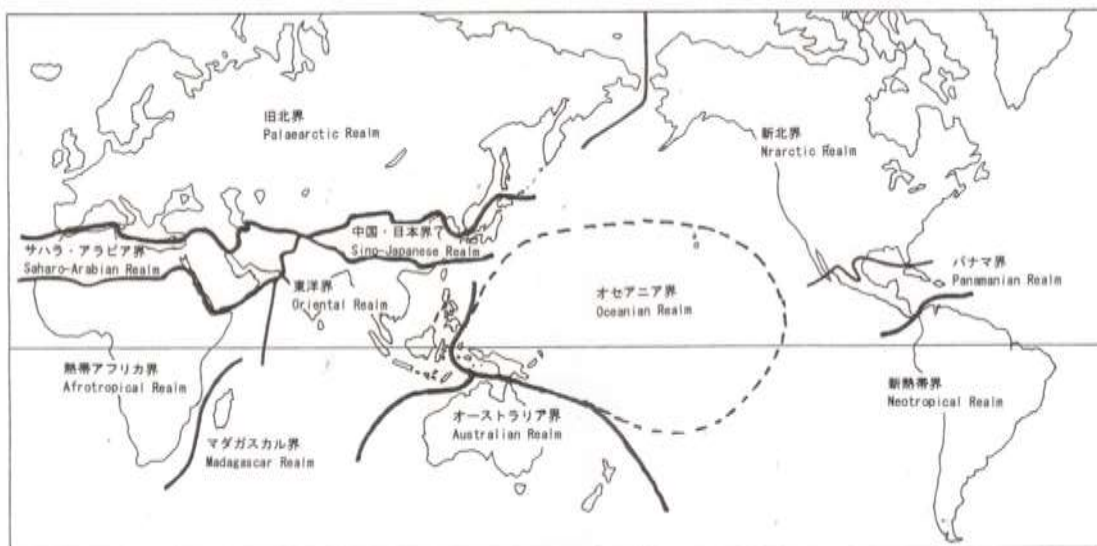 旧北界
Palaearctic Realm
新北界
Nrarctic Realm
中国・日本界
Sino-Japanese Realm
サハラ・アラビア界
Saharo-Arabian Realm
東洋界
Oriental Realm
オセアニア界
Oceanian Realm
パナマ界
Panamanian Realm
熱帯アフリカ界
Afrotropical Realm
新熱帯界
Neotropical Realm
オーストラリア界
Australian Realm
マダガスカル界
Madagascar Realm